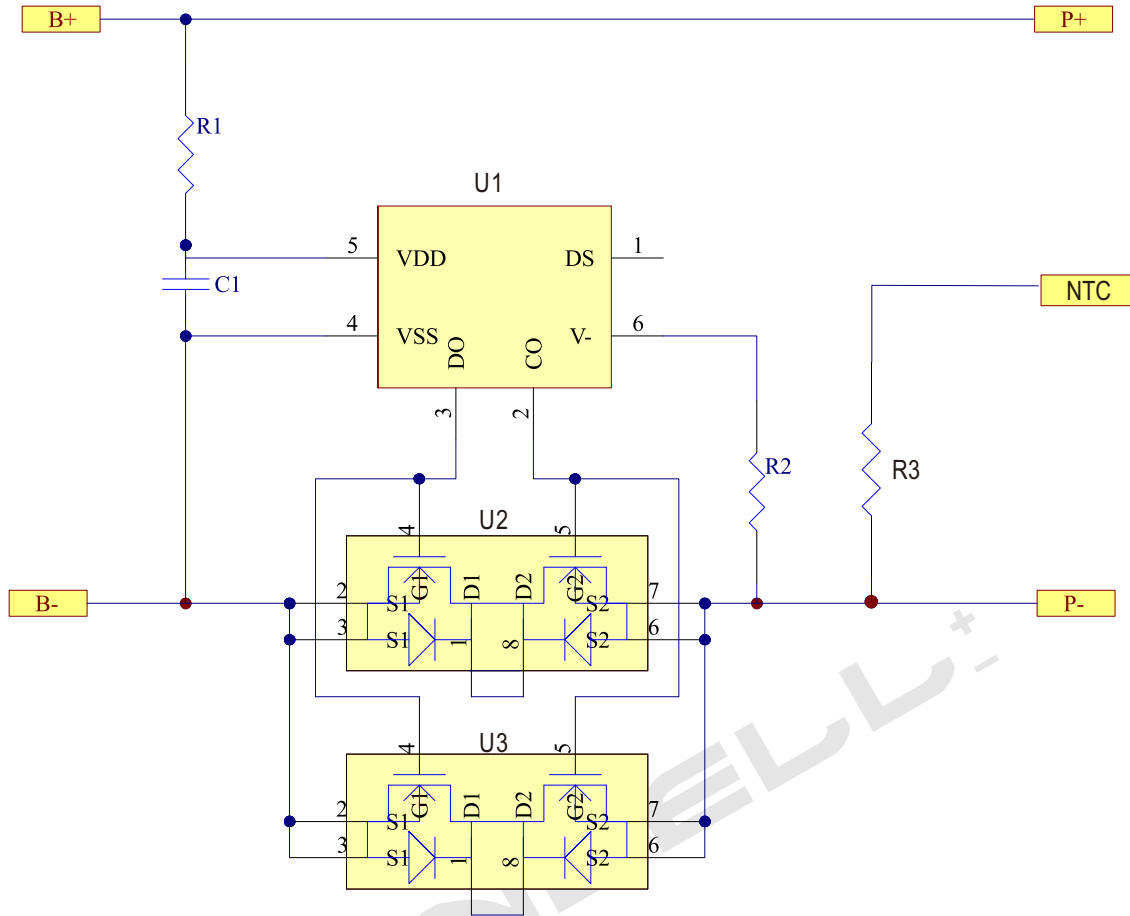 B+
P+
R1
U1
5
VDD
DS
1
C1
NTC
4
VSS
DO
CO
V-
6
3
2
R2
R3
U2
4
5
G1
D1
D2
G2
B-
2
S1
S2
7
P-
3
S1
1
8
S2
6
U3
4
5
G1
D1
D2
G2
2
S1
S2
7
3
S1
1
8
S2
6
ELL
+
-